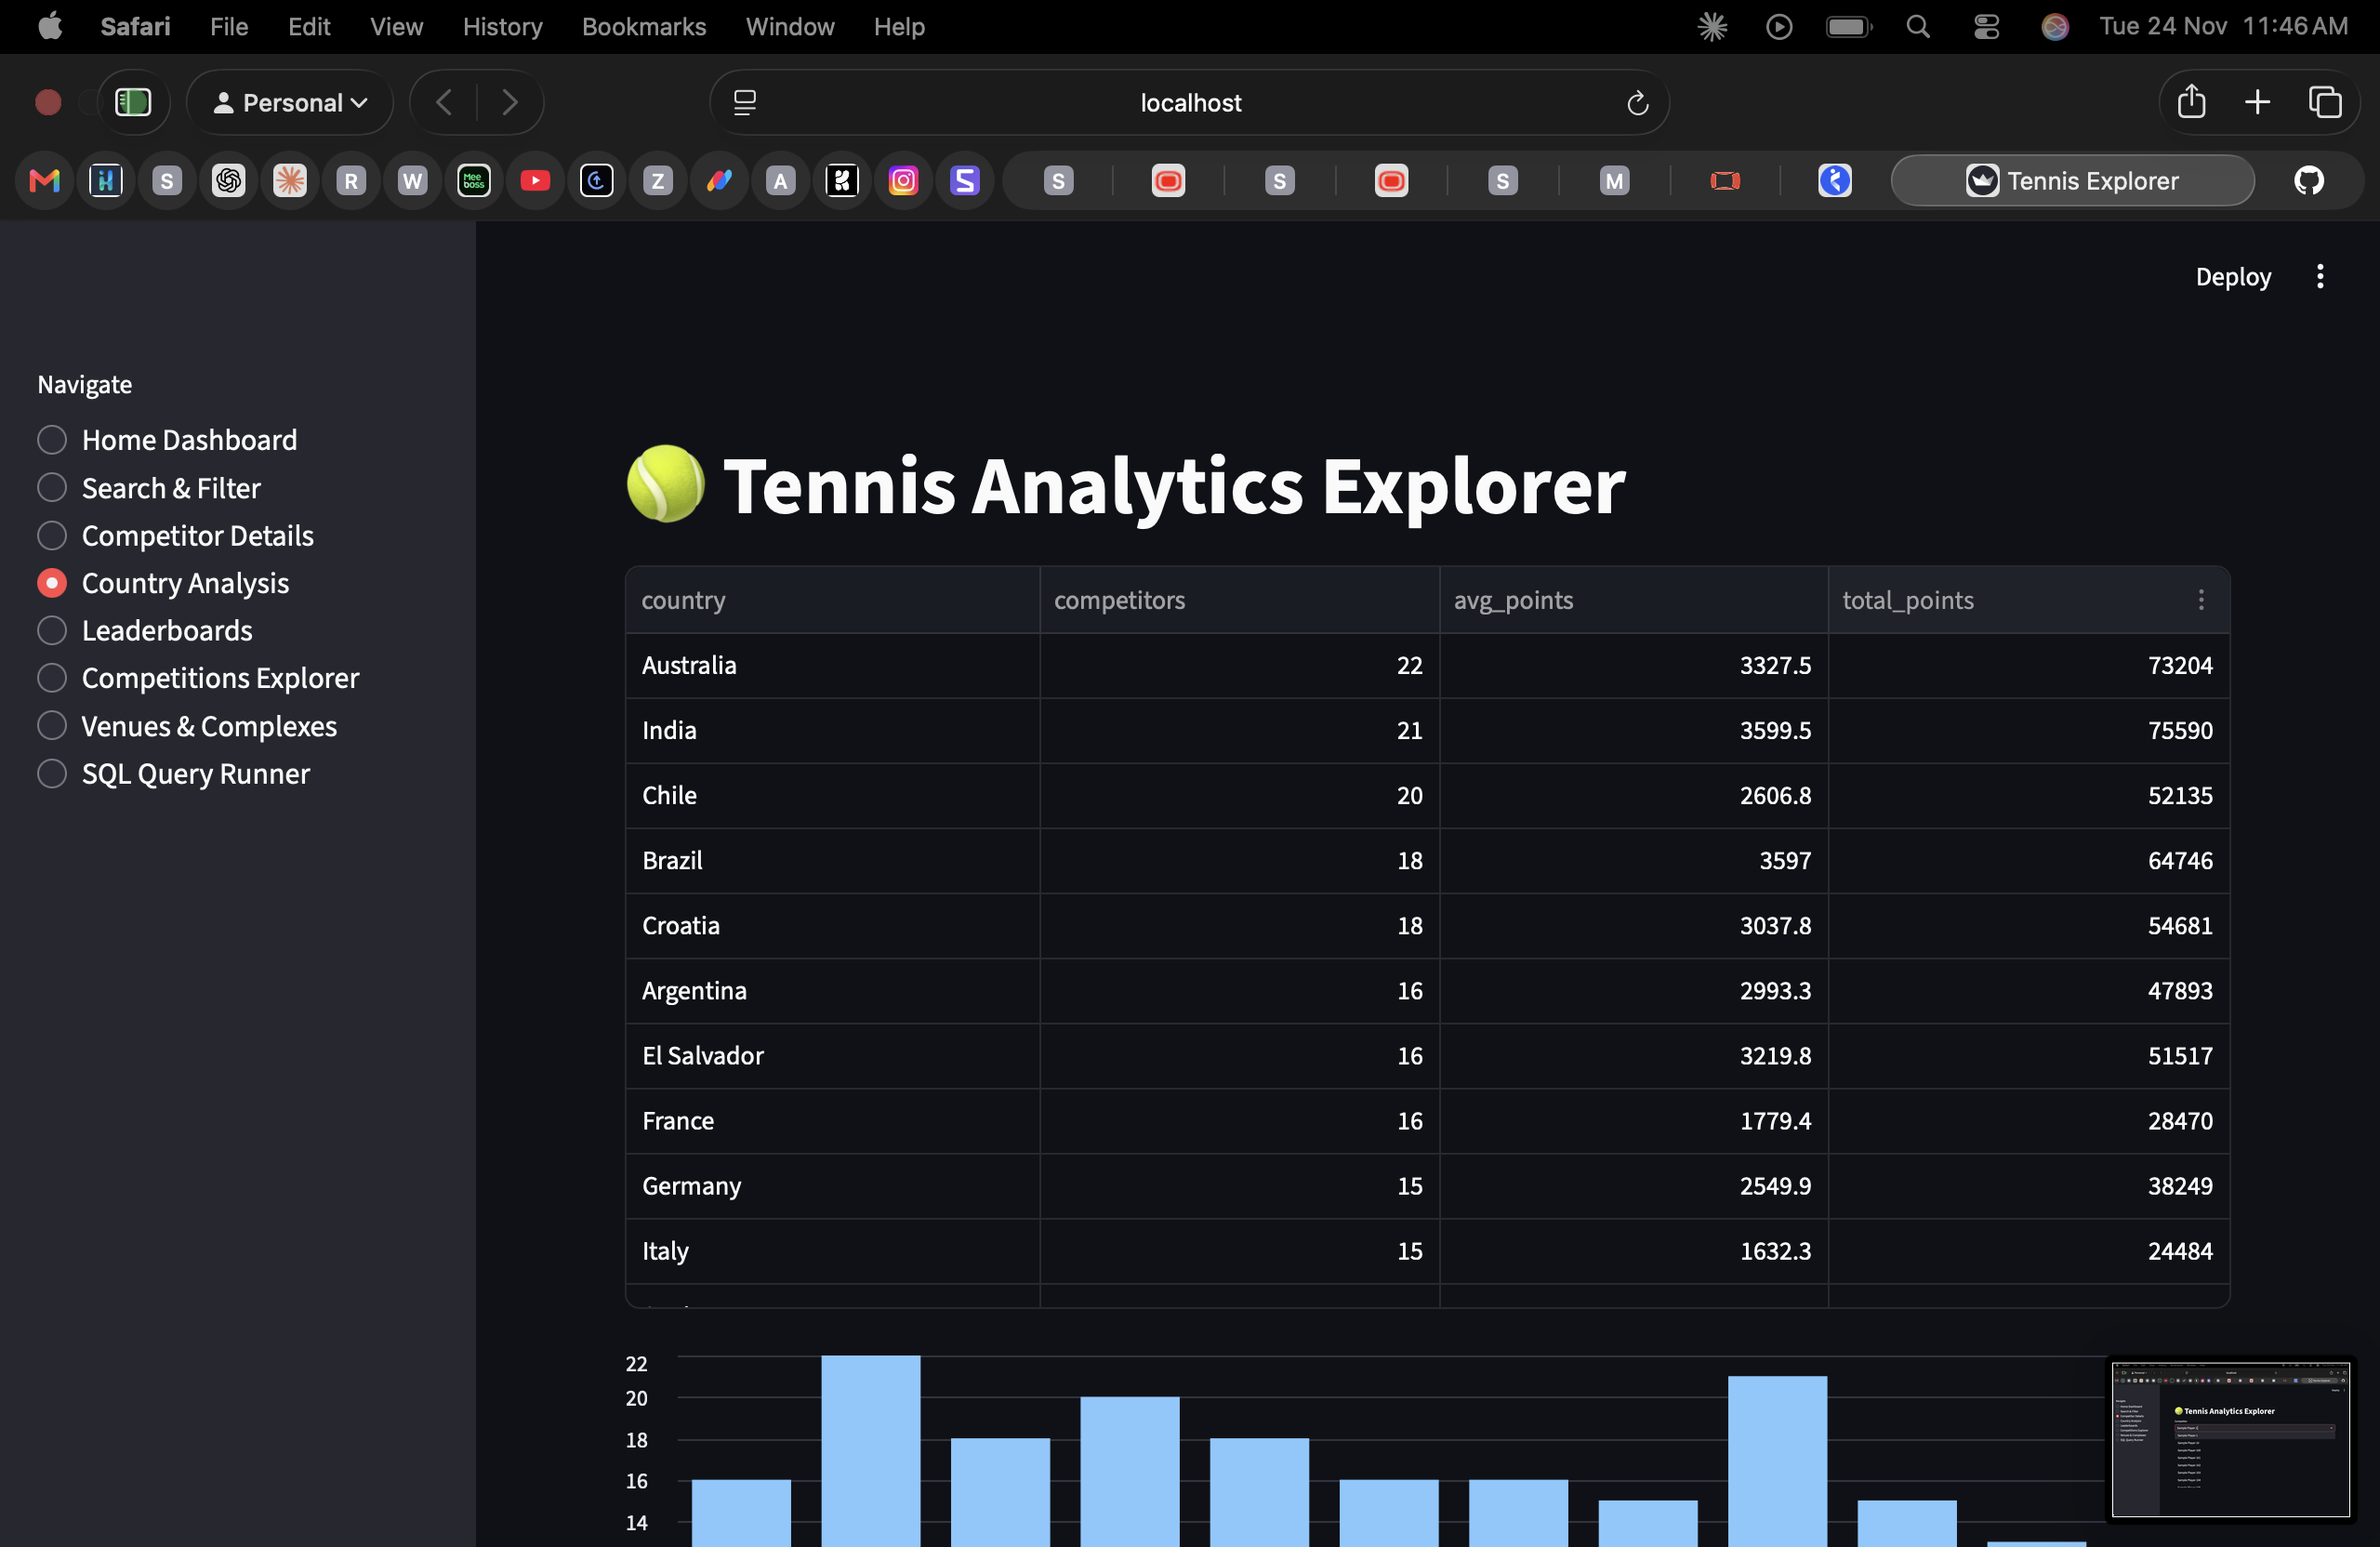 Safari File Edit View History Bookmarks Window Help Tue 24 Nov 11:46 AM
Personal localhost
H S R W Mee boss Z A S S S M Tennis Explorer
Deploy
Navigate
Home Dashboard
Search & Filter
Competitor Details
Country Analysis
Leaderboards
Competitions Explorer
Venues & Complexes
SQL Query Runner
Tennis Analytics Explorer
country competitors avg_points total_points
Australia 22 3327.5 73204
India 21 3599.5 75590
Chile 20 2606.8 52135
Brazil 18 3597 64746
Croatia 18 3037.8 54681
Argentina 16 2993.3 47893
El Salvador 16 3219.8 51517
France 16 1779.4 28470
Germany 15 2549.9 38249
Italy 15 1632.3 24484
22
20
18
16
14
Tennis Analytics Explorer